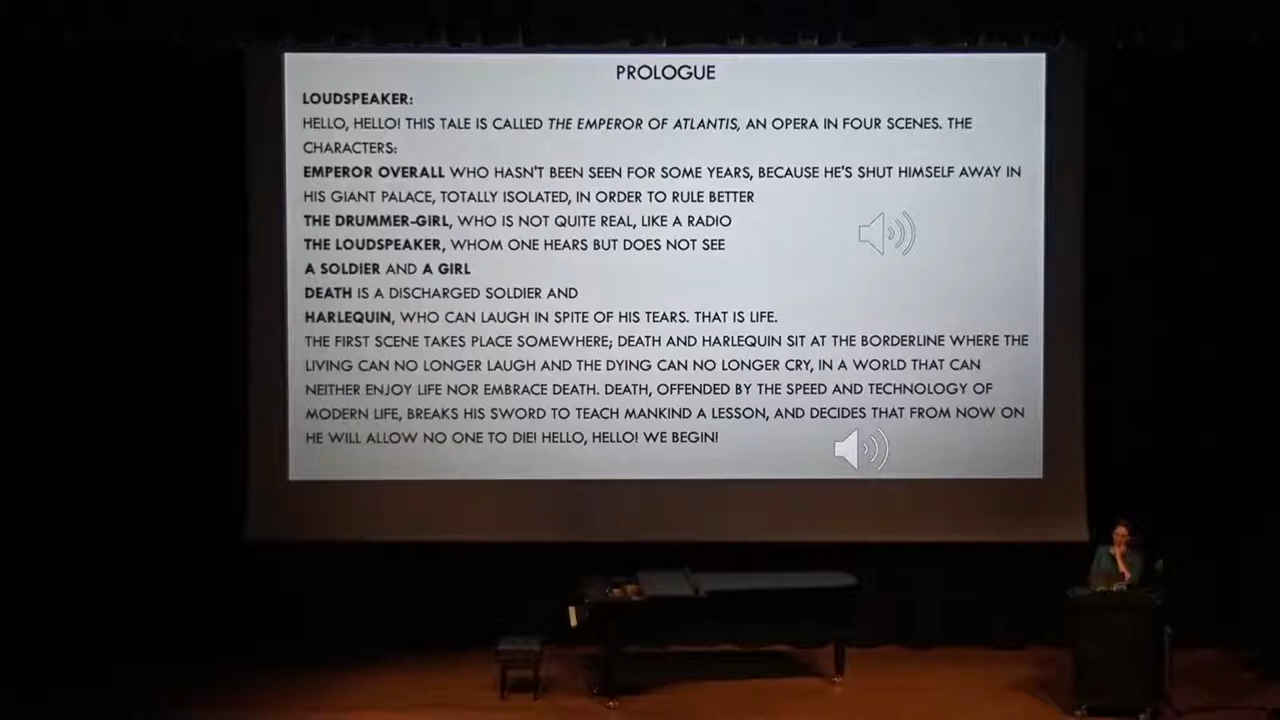 PROLOGUE
LOUDSPEAKER:
HELLO, HELLO! THIS TALE IS CALLED THE EMPEROR OF ATLANTIS, AN OPERA IN FOUR SCENES. THE
CHARACTERS:
EMPEROR OVERALL WHO HASN'T BEEN SEEN FOR SOME YEARS, BECAUSE HE'S SHUT HIMSELF AWAY IN
HIS GIANT PALACE, TOTALLY ISOLATED, IN ORDER TO RULE BETTER
THE DRUMMER-GIRL, WHO IS NOT QUITE REAL, LIKE A RADIO
THE LOUDSPEAKER, WHOM ONE HEARS BUT DOES NOT SEE
A SOLDIER AND A GIRL
DEATH IS A DISCHARGED SOLDIER AND
HARLEQUIN, WHO CAN LAUGH IN SPITE OF HIS TEARS. THAT IS LIFE.
THE FIRST SCENE TAKES PLACE SOMEWHERE; DEATH AND HARLEQUIN SIT AT THE BORDERLINE WHERE THE
LIVING CAN NO LONGER LAUGH AND THE DYING CAN NO LONGER CRY, IN A WORLD THAT CAN
NEITHER ENJOY LIFE NOR EMBRACE DEATH. DEATH, OFFENDED BY THE SPEED AND TECHNOLOGY OF
MODERN LIFE, BREAKS HIS SWORD TO TEACH MANKIND A LESSON, AND DECIDES THAT FROM NOW ON
HE WILL ALLOW NO ONE TO DIE! HELLO, HELLO! WE BEGIN!